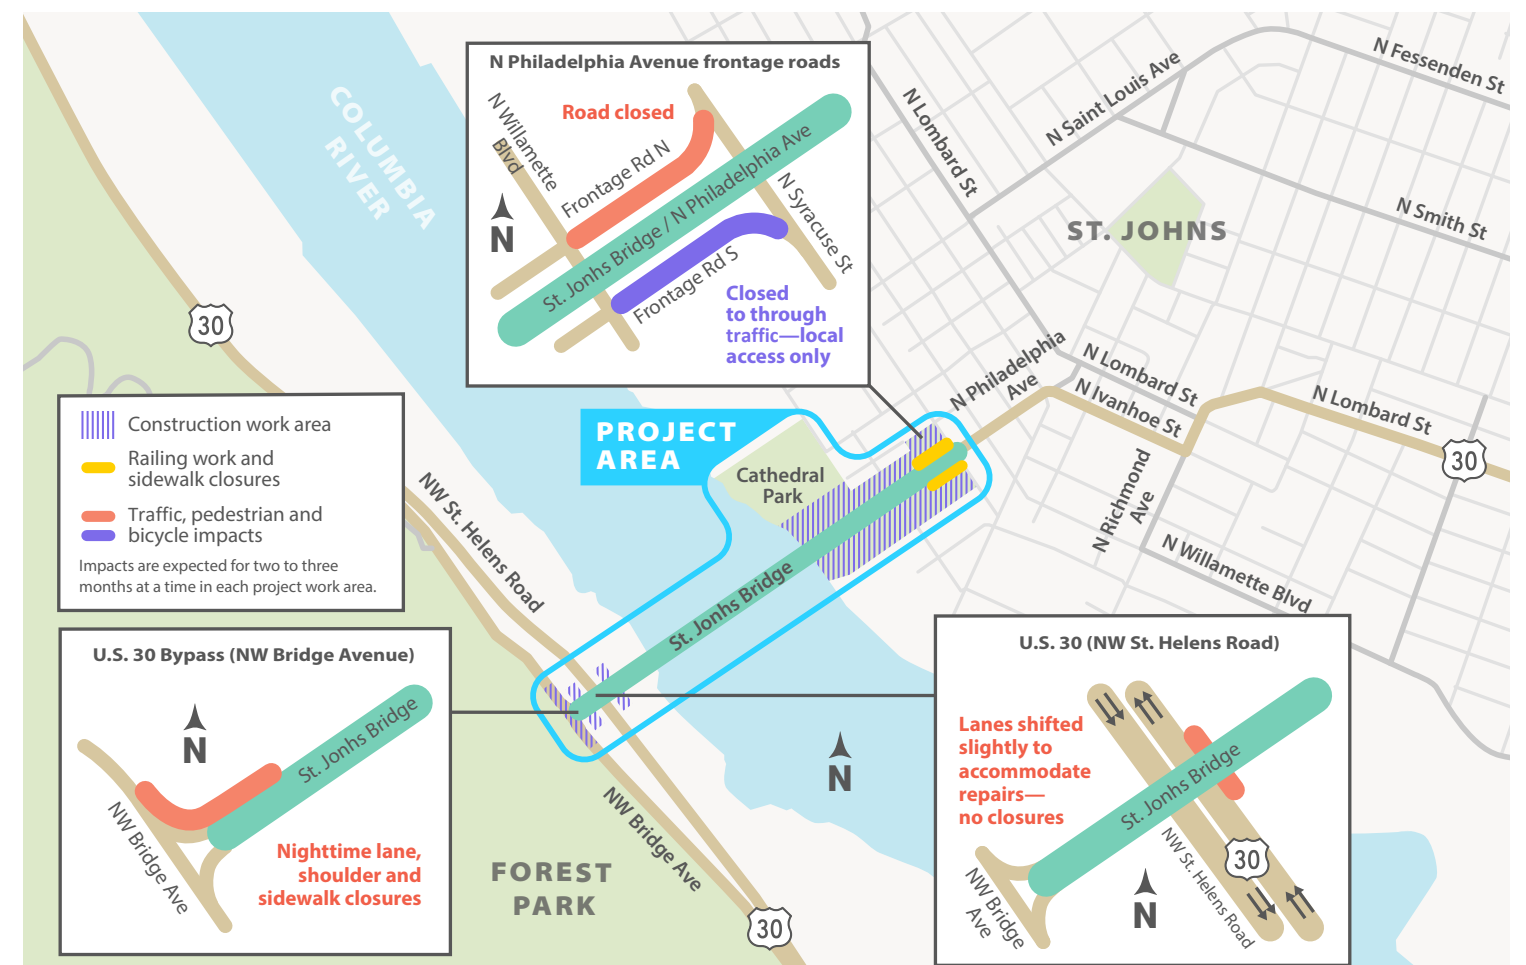 COLUMBIA
RIVER
N Philadelphia Avenue frontage roads
N Willamette
Blvd
Road closed
Frontage Rd N
St. Jonhs Bridge / N Philadelphia Ave
N Syracuse St
Frontage Rd S
N
Closed
to through
traffic—local
access only
N Lombard St
N Saint Louis Ave
N Fessenden St
N Smith St
ST. JOHNS
30
N Philadelphia
Ave
N Lombard St
N Ivanhoe St
N Lombard St
30
N Richmond
Ave
N Willamette Blvd
PROJECT
AREA
Cathedral
Park
St. Jonhs Bridge
Construction work area
Railing work and
sidewalk closures
Traffic, pedestrian and
bicycle impacts
Impacts are expected for two to three
months at a time in each project work area.
NW St. Helens Road
U.S. 30 Bypass (NW Bridge Avenue)
N
St. Jonhs Bridge
NW Bridge Ave
Nighttime lane,
shoulder and
sidewalk closures
NW Bridge Ave
FOREST
PARK
30
N
U.S. 30 (NW St. Helens Road)
Lanes shifted
slightly to
accommodate
repairs—
no closures
St. Jonhs Bridge
NW St. Helens Road
30
NW Bridge
Ave
N